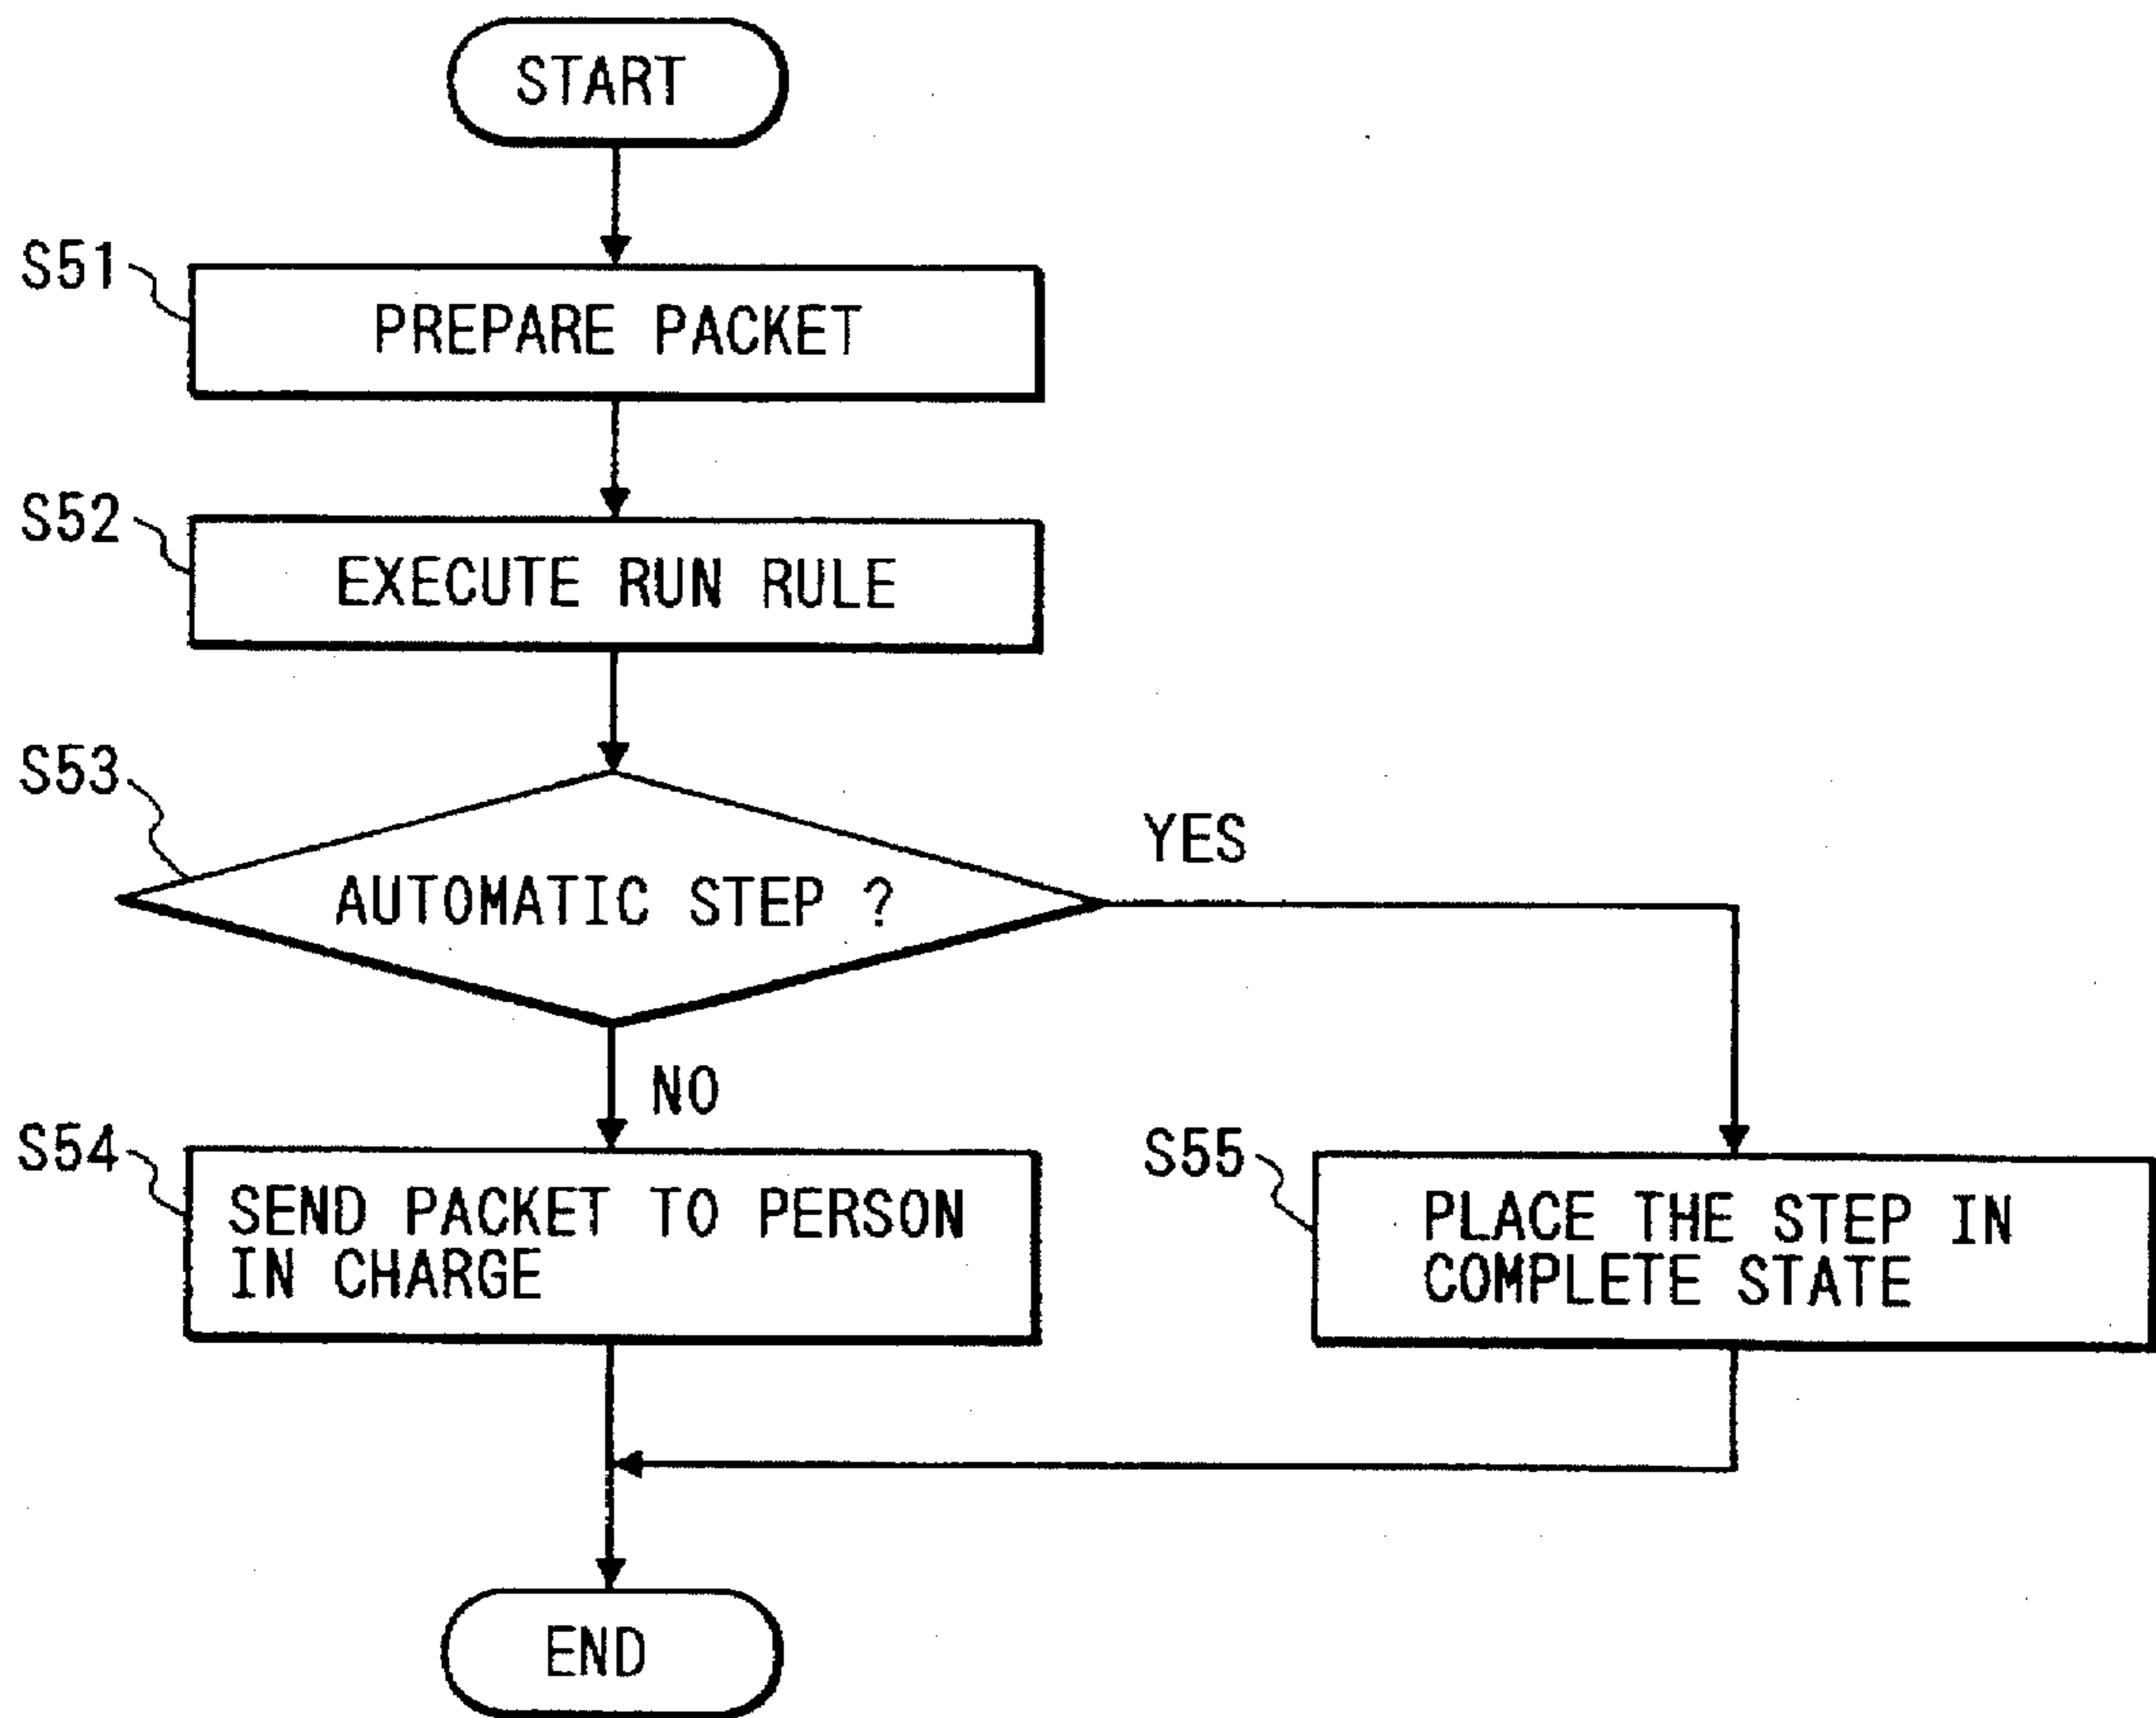 START
S51
PREPARE PACKET
S52
EXECUTE RUN RULE
S53
AUTOMATIC STEP ?
YES
NO
S54
SEND PACKET TO PERSON
IN CHARGE
S55
PLACE THE STEP IN
COMPLETE STATE
END